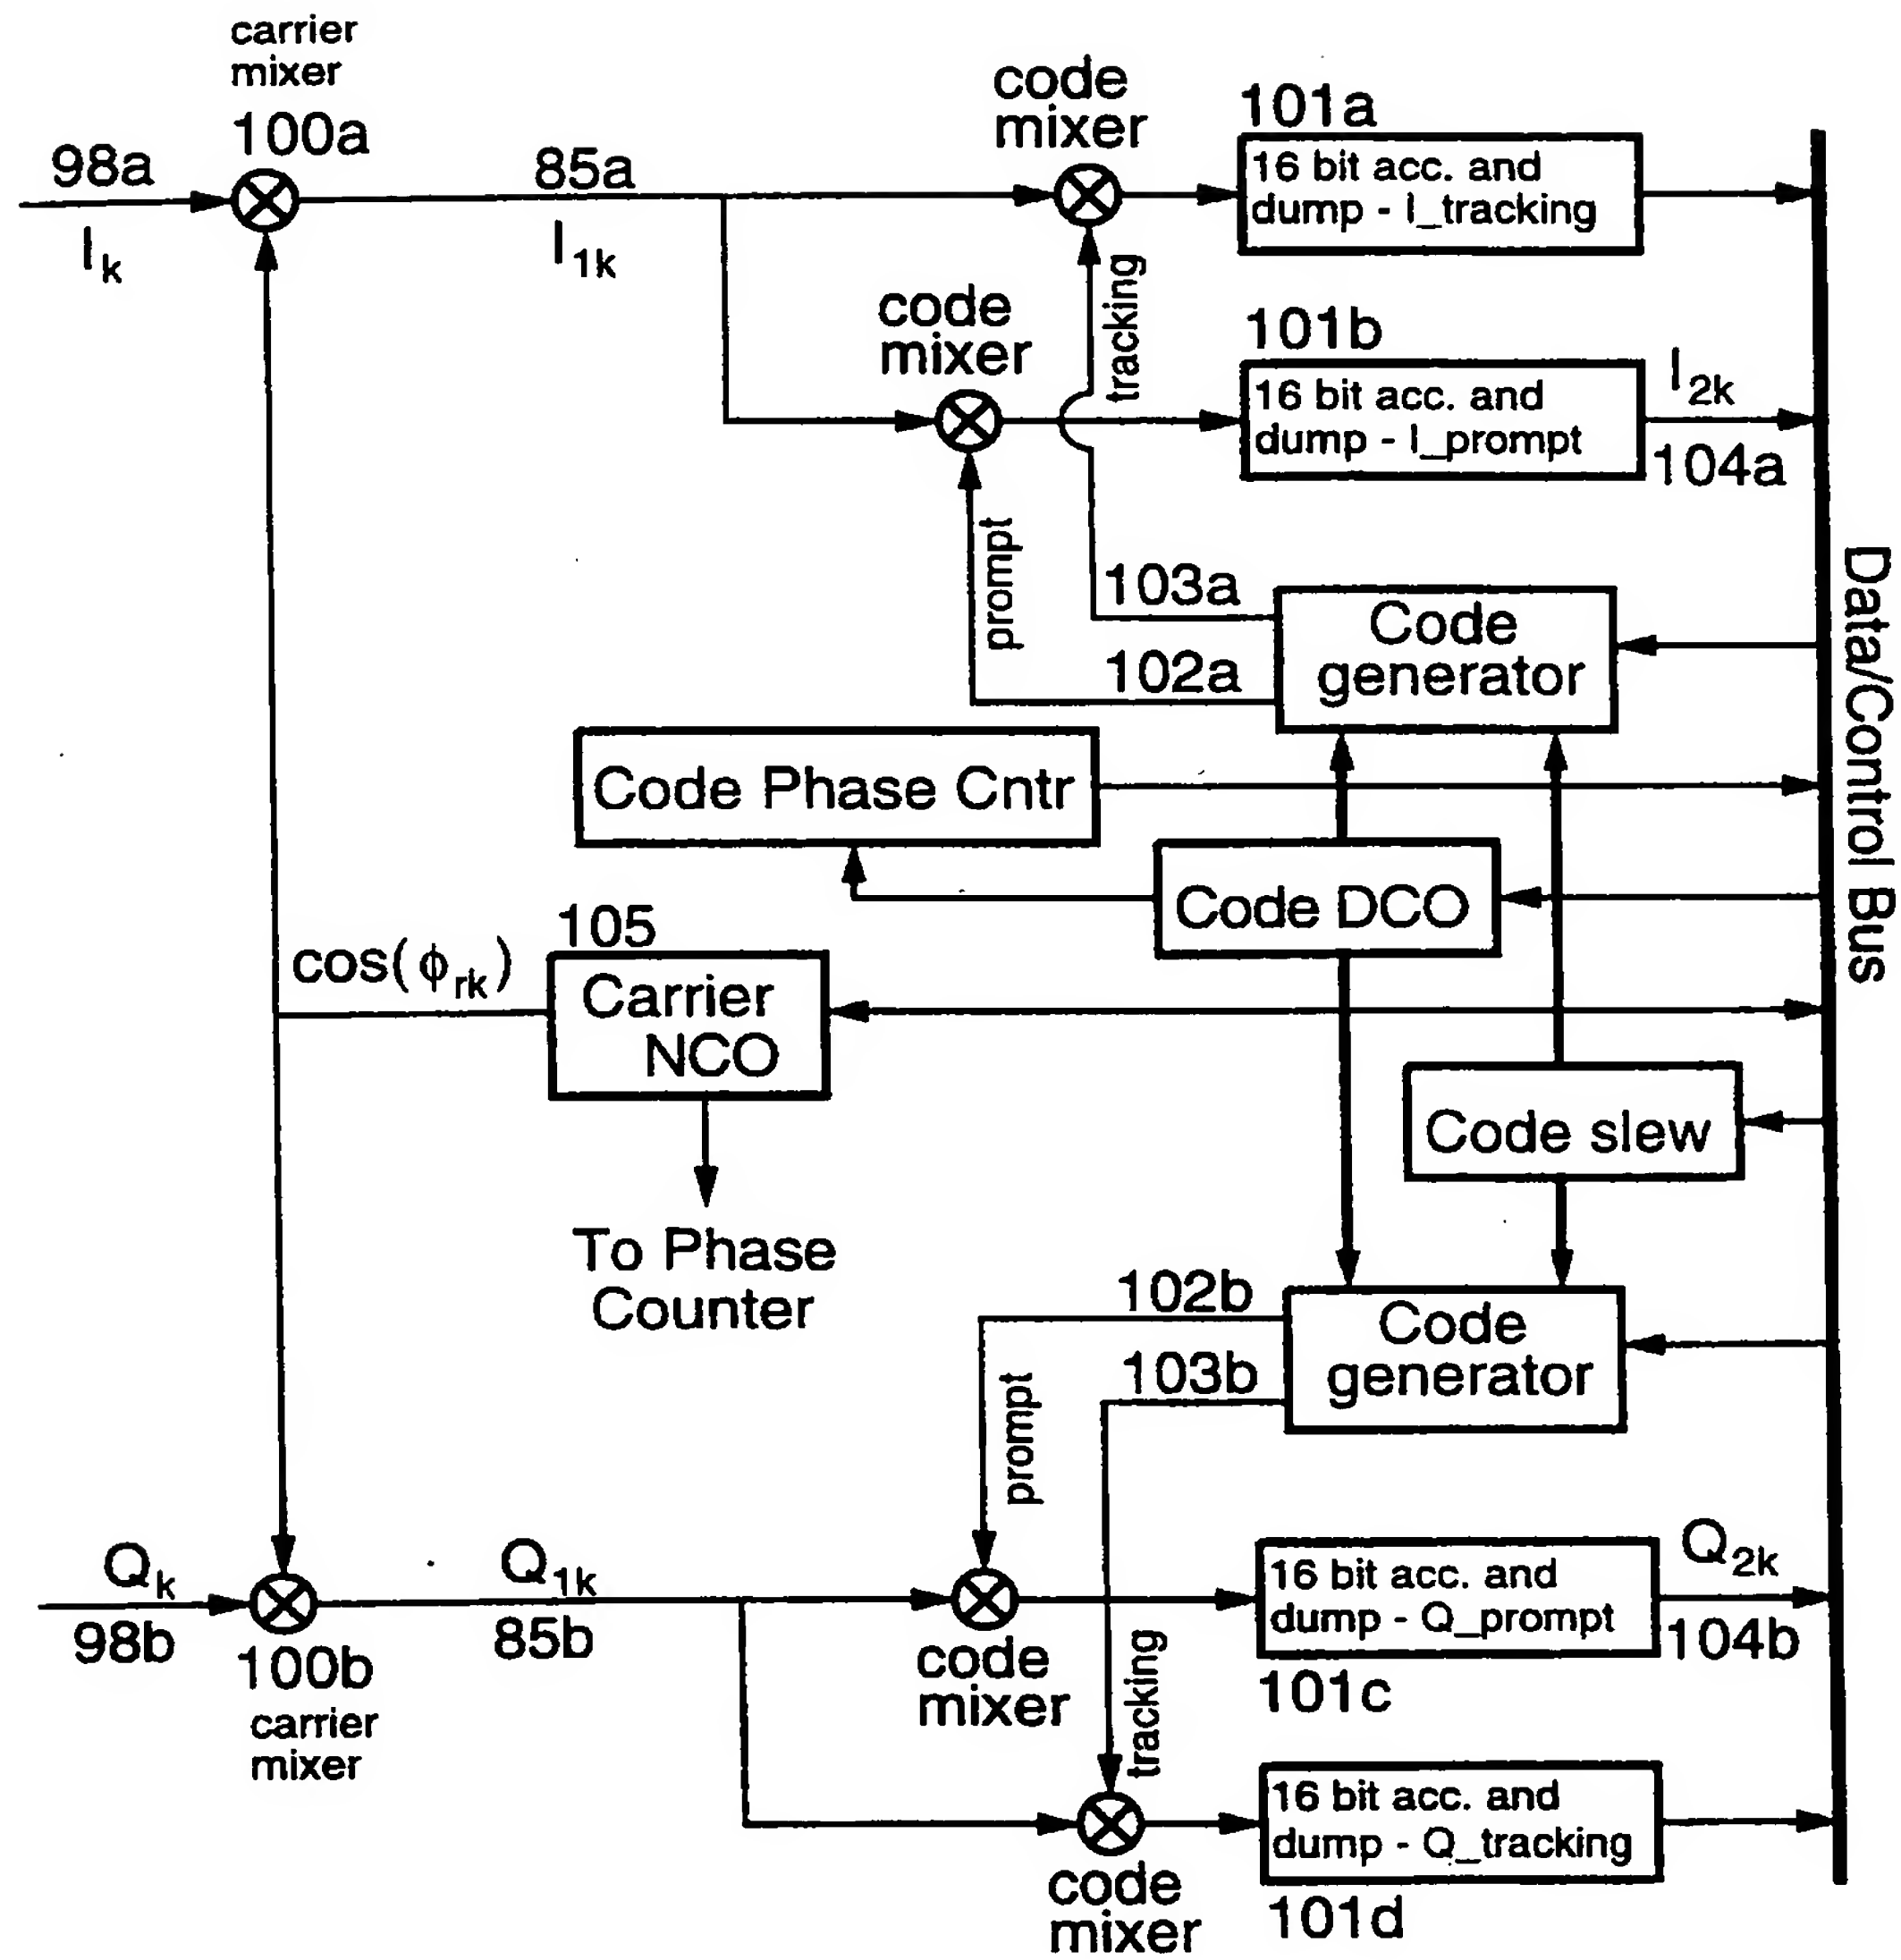 carrier
mixer
100a
98a
I_k
85a
I_1k
code
mixer
101a
16 bit acc. and
dump - I_tracking
tracking
code
mixer
101b
16 bit acc. and
dump - I_prompt
I_2k
104a
prompt
103a
102a
Code
generator
Data/Control Bus
Code Phase Cntr
Code DCO
cos(ϕ_rk)
105
Carrier
NCO
To Phase
Counter
Code slew
102b
103b
Code
generator
prompt
tracking
Q_k
98b
100b
carrier
mixer
Q_1k
85b
code
mixer
16 bit acc. and
dump - Q_prompt
101c
Q_2k
104b
code
mixer
16 bit acc. and
dump - Q_tracking
101d